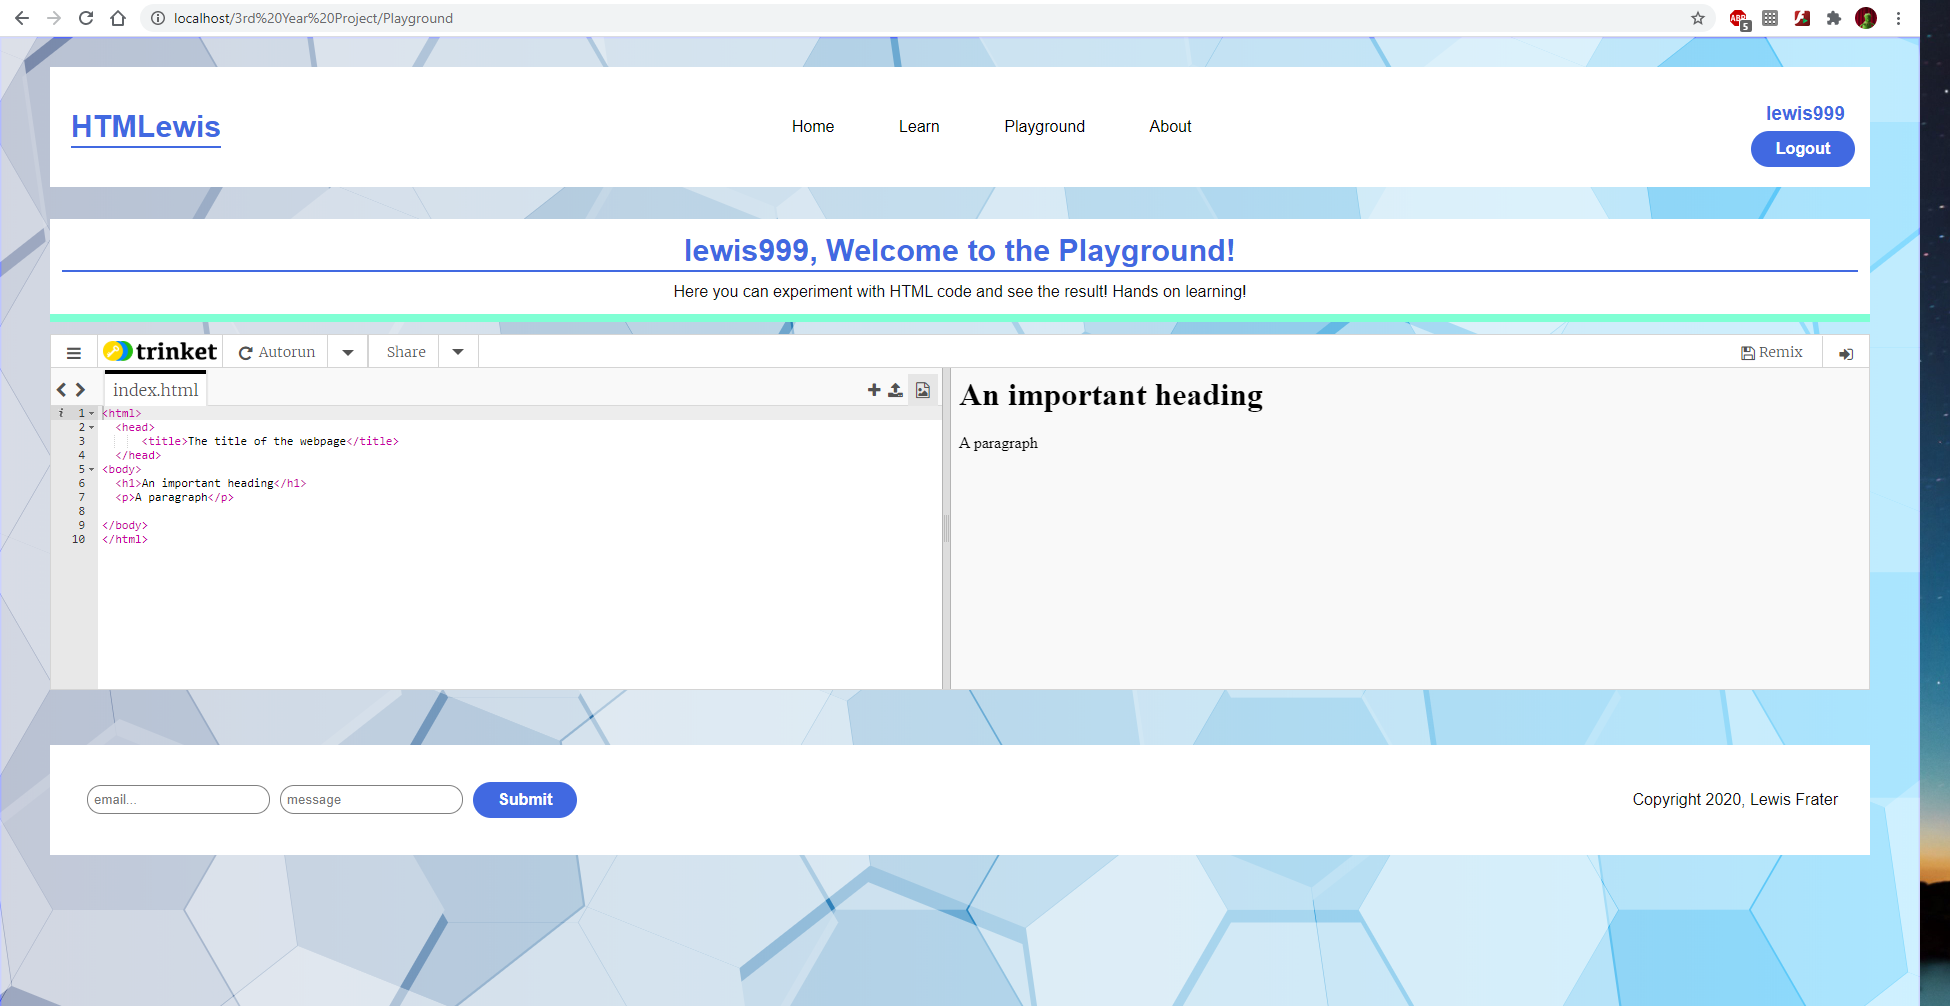 localhost/3rd%20Year%20Project/Playground
ABP
5
HTMLewis
Home Learn Playground About
lewis999
Logout
lewis999, Welcome to the Playground!
Here you can experiment with HTML code and see the result! Hands on learning!
trinket Autorun Share Remix
index.html
i 1 <html>
2 <head>
3 <title>The title of the webpage</title>
4 </head>
5 <body>
6 <h1>An important heading</h1>
7 <p>A paragraph</p>
8
9 </body>
10 </html>
An important heading
A paragraph
email... message Submit
Copyright 2020, Lewis Frater